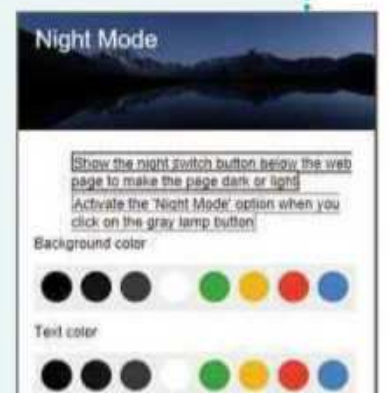 Night Mode
Show the night switch button below the web
page to make the page dark or light
Activate the 'Night Mode' option when you
click on the gray lamp button
Background color
Text color